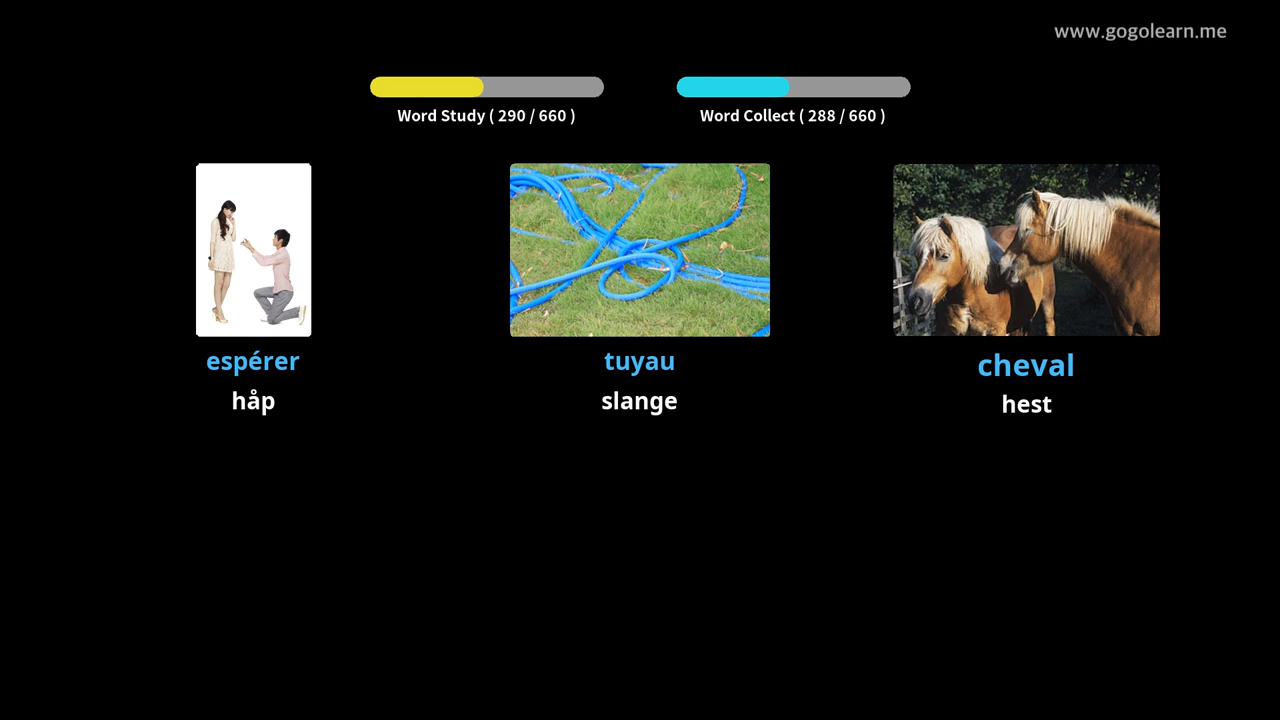 www.gogolearn.me
Word Study ( 290 / 660 )
Word Collect ( 288 / 660 )
espérer
håp
tuyau
slange
cheval
hest